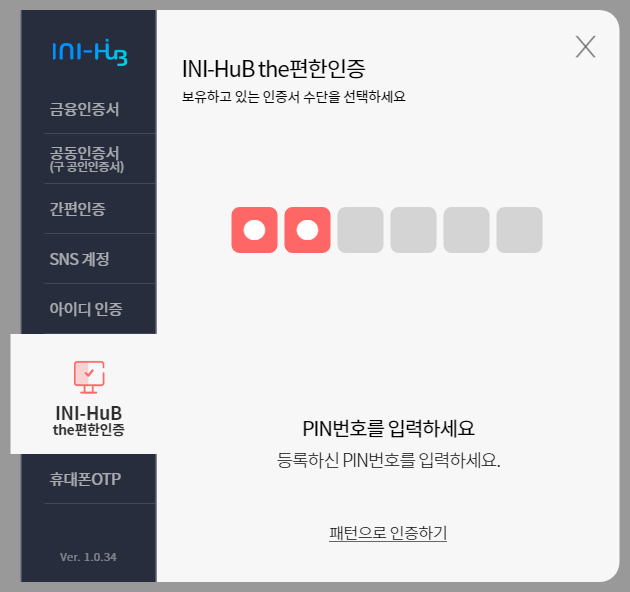 INI-HuB
금융인증서
공동인증서
(구 공인인증서)
간편인증
SNS 계정
아이디 인증
INI-HuB
the편한인증
휴대폰OTP
Ver. 1.0.34
INI-HuB the편한인증
보유하고 있는 인증서 수단을 선택하세요
PIN번호를 입력하세요
등록하신 PIN번호를 입력하세요.
패턴으로 인증하기